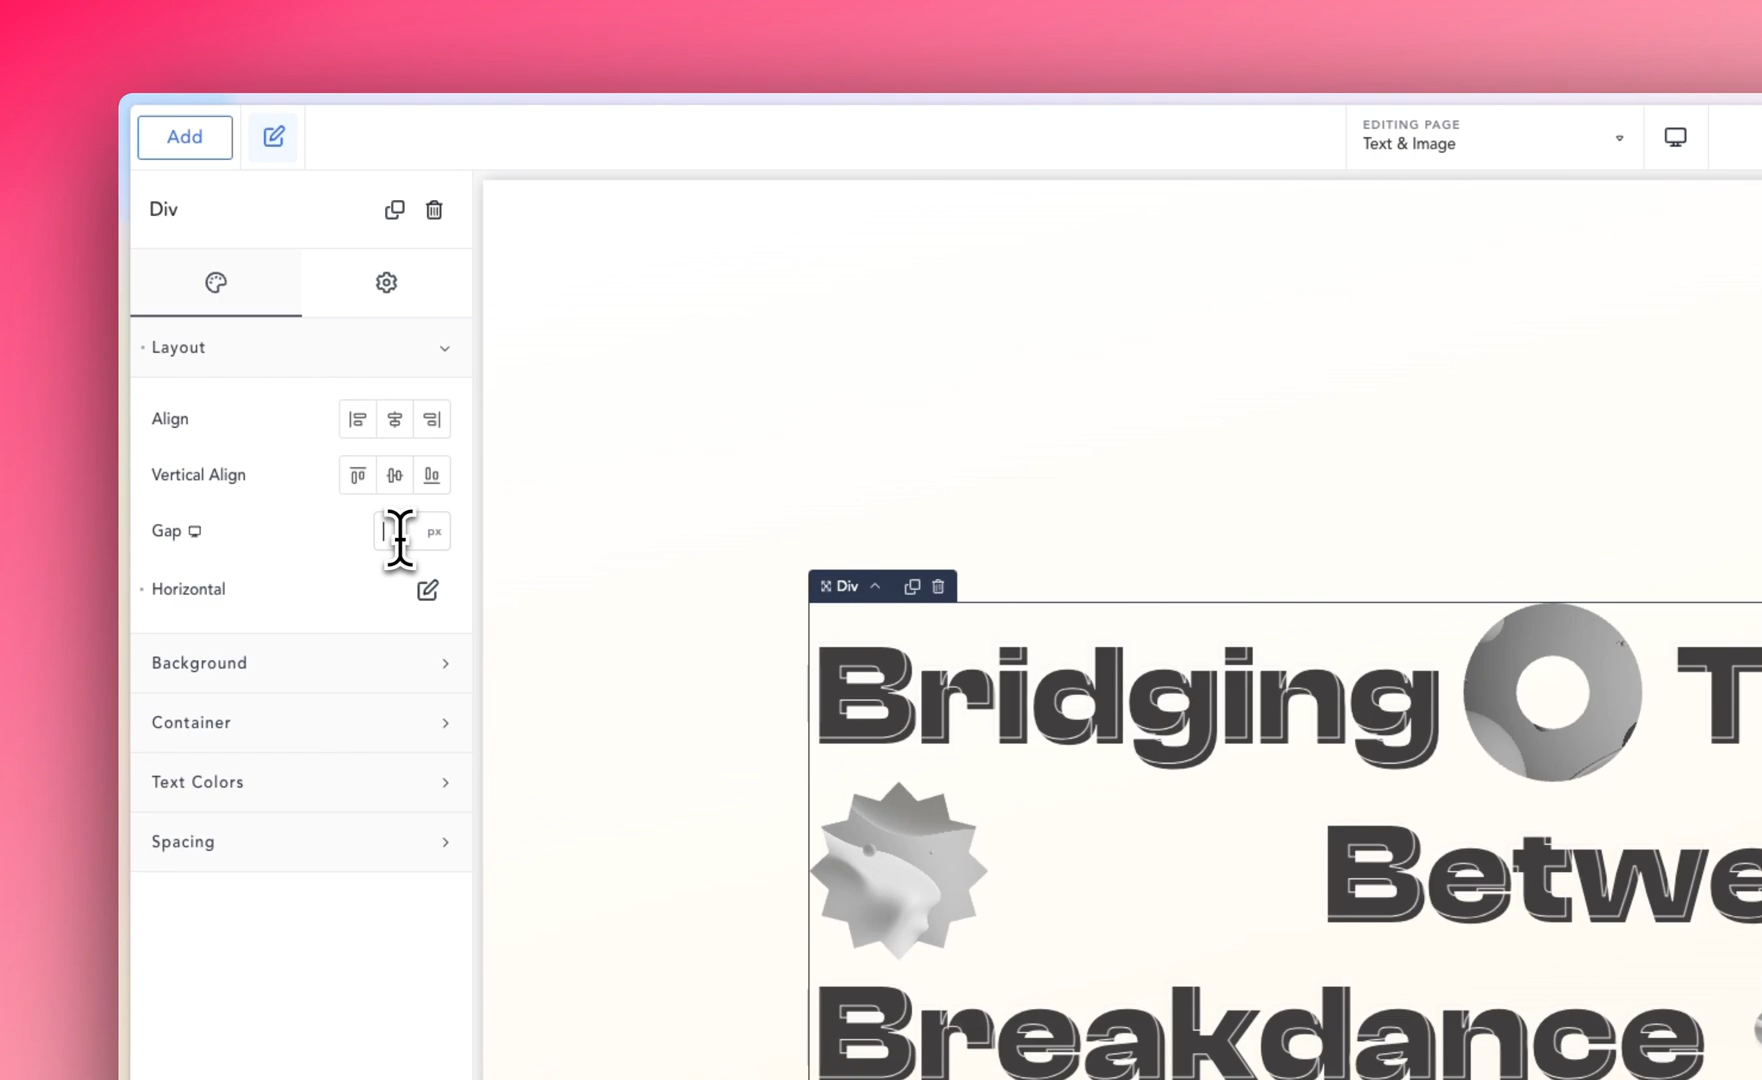 Add
EDITING PAGE
Text & Image
Div
Layout
Align
Vertical Align
Gap
px
Horizontal
Background
Container
Text Colors
Spacing
Div
Bridging T
Betwe
Breakdance